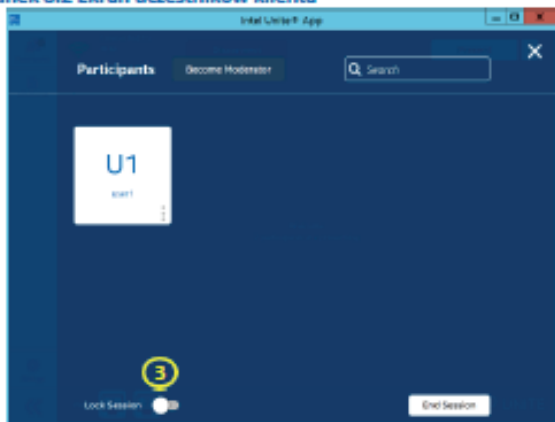 Intel Unite® App
Participants
Become Moderator
Search
U1
3
Lock Session
End Session